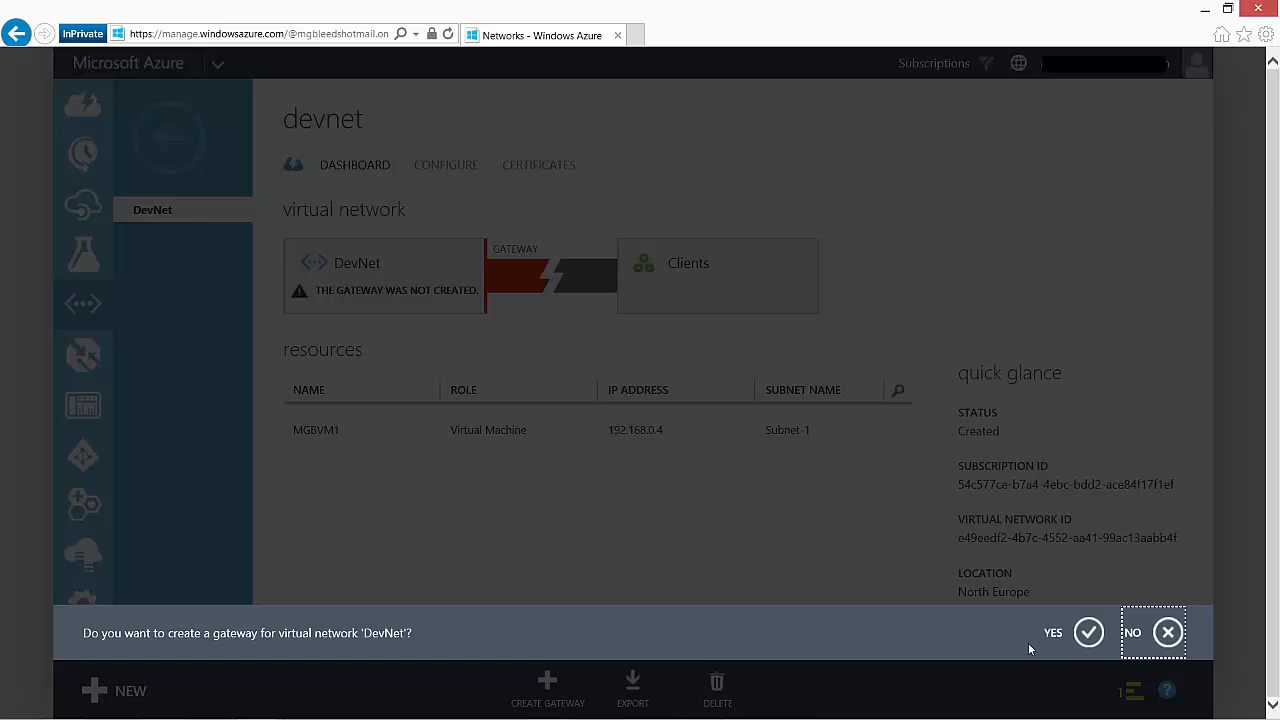 InPrivate
https://manage.windowsazure.com/@mgbleedshotmail.on
Networks - Windows Azure
Microsoft Azure
Subscriptions
devnet
DASHBOARD CONFIGURE CERTIFICATES
DevNet
virtual network
GATEWAY
DevNet
Clients
THE GATEWAY WAS NOT CREATED.
resources
quick glance
NAME ROLE IP ADDRESS SUBNET NAME
STATUS
MGBVM1 Virtual Machine 192.168.0.4 Subnet-1
Created
SUBSCRIPTION ID
54c577ce-b7a4-4ebc-bdd2-ace84f17f1ef
VIRTUAL NETWORK ID
e49eedf2-4b7c-4552-aa41-99ac13aabb4f
LOCATION
North Europe
Do you want to create a gateway for virtual network 'DevNet'?
YES NO
NEW
CREATE GATEWAY EXPORT DELETE
1